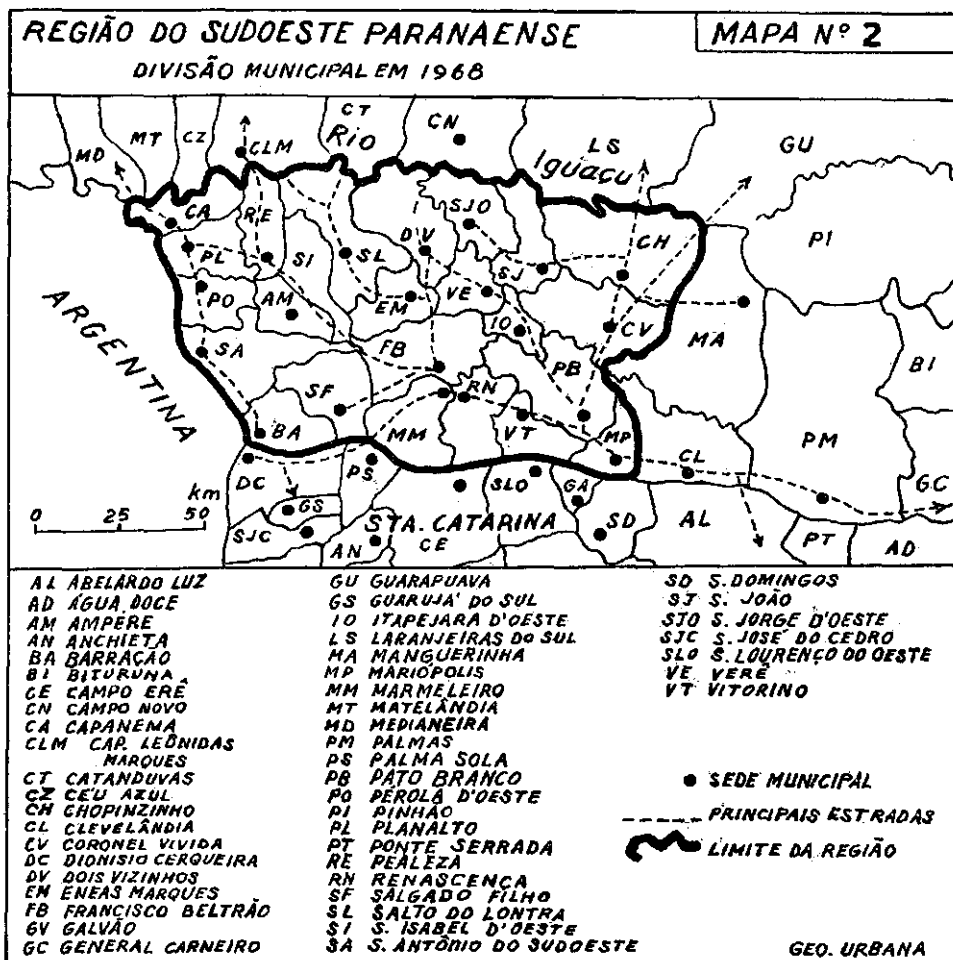 REGIÃO DO SUDOESTE PARANAENSE
MAPA Nº 2
DIVISÃO MUNICIPAL EM 1968
MD
MT
CZ
CLM
CT
Rio
CN
LS
Iguaçu
GU
PI
CA
RE
PL
SI
SL
DV
SJO
SJ
CH
PO
AM
EM
VE
IO
CV
MA
BI
ARGENTINA
SA
FB
PB
SF
RN
BA
MM
VT
MP
CL
PM
GC
DC
PS
SLO
GA
GS
SJC
AN
STA. CATARINA
CE
SD
AL
PT
AD
km
0 25 50
AL ABELARDO LUZ
AD ÁGUA DOCE
AM AMPERE
AN ANCHIETA
BA BARRAÇÃO
BI BITURUNA
CE CAMPO ERÊ
CN CAMPO NOVO
CA CAPANEMA
CLM CAP. LEÔNIDAS
MARQUES
CT CATANDUVAS
CZ CÉU AZUL
CH CHOPINZINHO
CL CLEVELÂNDIA
CV CORONEL VIVIDA
DC DIONISIO CERQUEIRA
DV DOIS VIZINHOS
EM ENEAS MARQUES
FB FRANCISCO BELTRÃO
GV GALVÃO
GC GENERAL CARNEIRO
GU GUARAPUAVA
GS GUARUJÁ DO SUL
IO ITAPEJARA D'OESTE
LS LARANJEIRAS DO SUL
MA MANGUERINHA
MP MARIÓPOLIS
MM MARMELEIRO
MT MATELÂNDIA
MD MEDIANEIRA
PM PALMAS
PS PALMA SOLA
PB PATO BRANCO
PO PÉROLA D'OESTE
PI PINHÃO
PL PLANALTO
PT PONTE SERRADA
RE REALEZA
RN RENASCENÇA
SF SALGADO FILHO
SL SALTO DO LONTRA
SI S. ISABEL D'OESTE
SA S. ANTÔNIO DO SUDOESTE
SD S. DOMINGOS
SJ S. JOÃO
SJO S. JORGE D'OESTE
SJC S. JOSÉ DO CEDRO
SLO S. LOURENÇO DO OESTE
VE VERÊ
VT VITORINO
SEDE MUNICIPAL
PRINCIPAIS ESTRADAS
LIMITE DA REGIÃO
GEO. URBANA